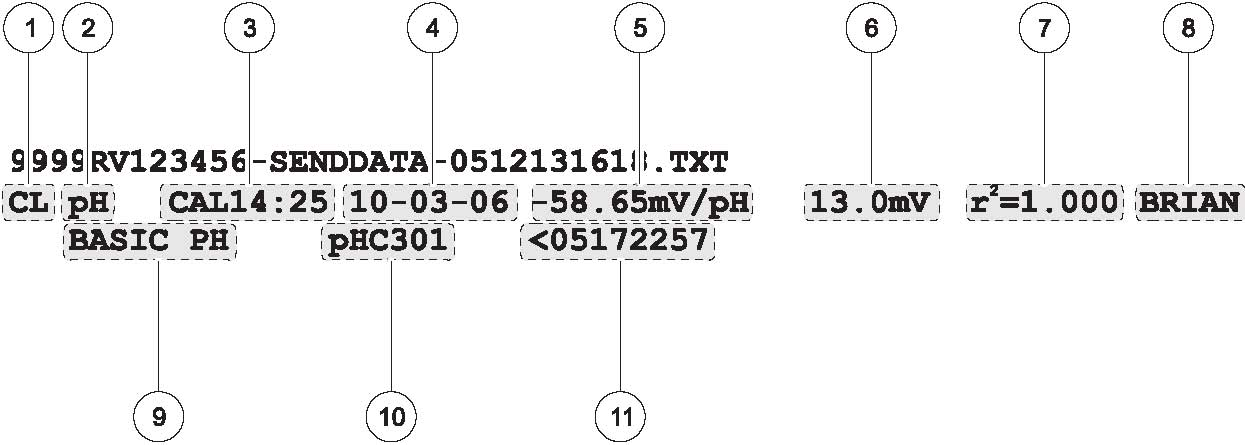 1 2 3 4 5 6 7 8
9999RV123456-SENDDATA-0512131618.TXT
CL pH CAL14:25 10-03-06 -58.65mV/pH 13.0mV r²=1.000 BRIAN
BASIC PH pHC301 <05172257
9 10 11